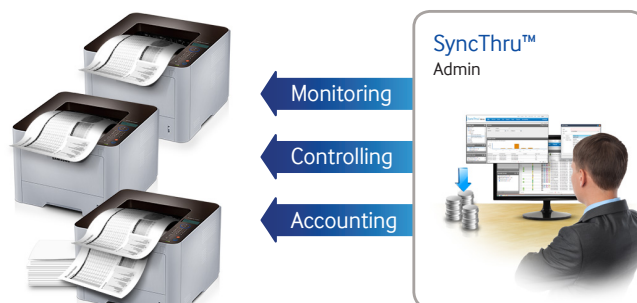 SyncThru™
Admin
Monitoring
Controlling
Accounting